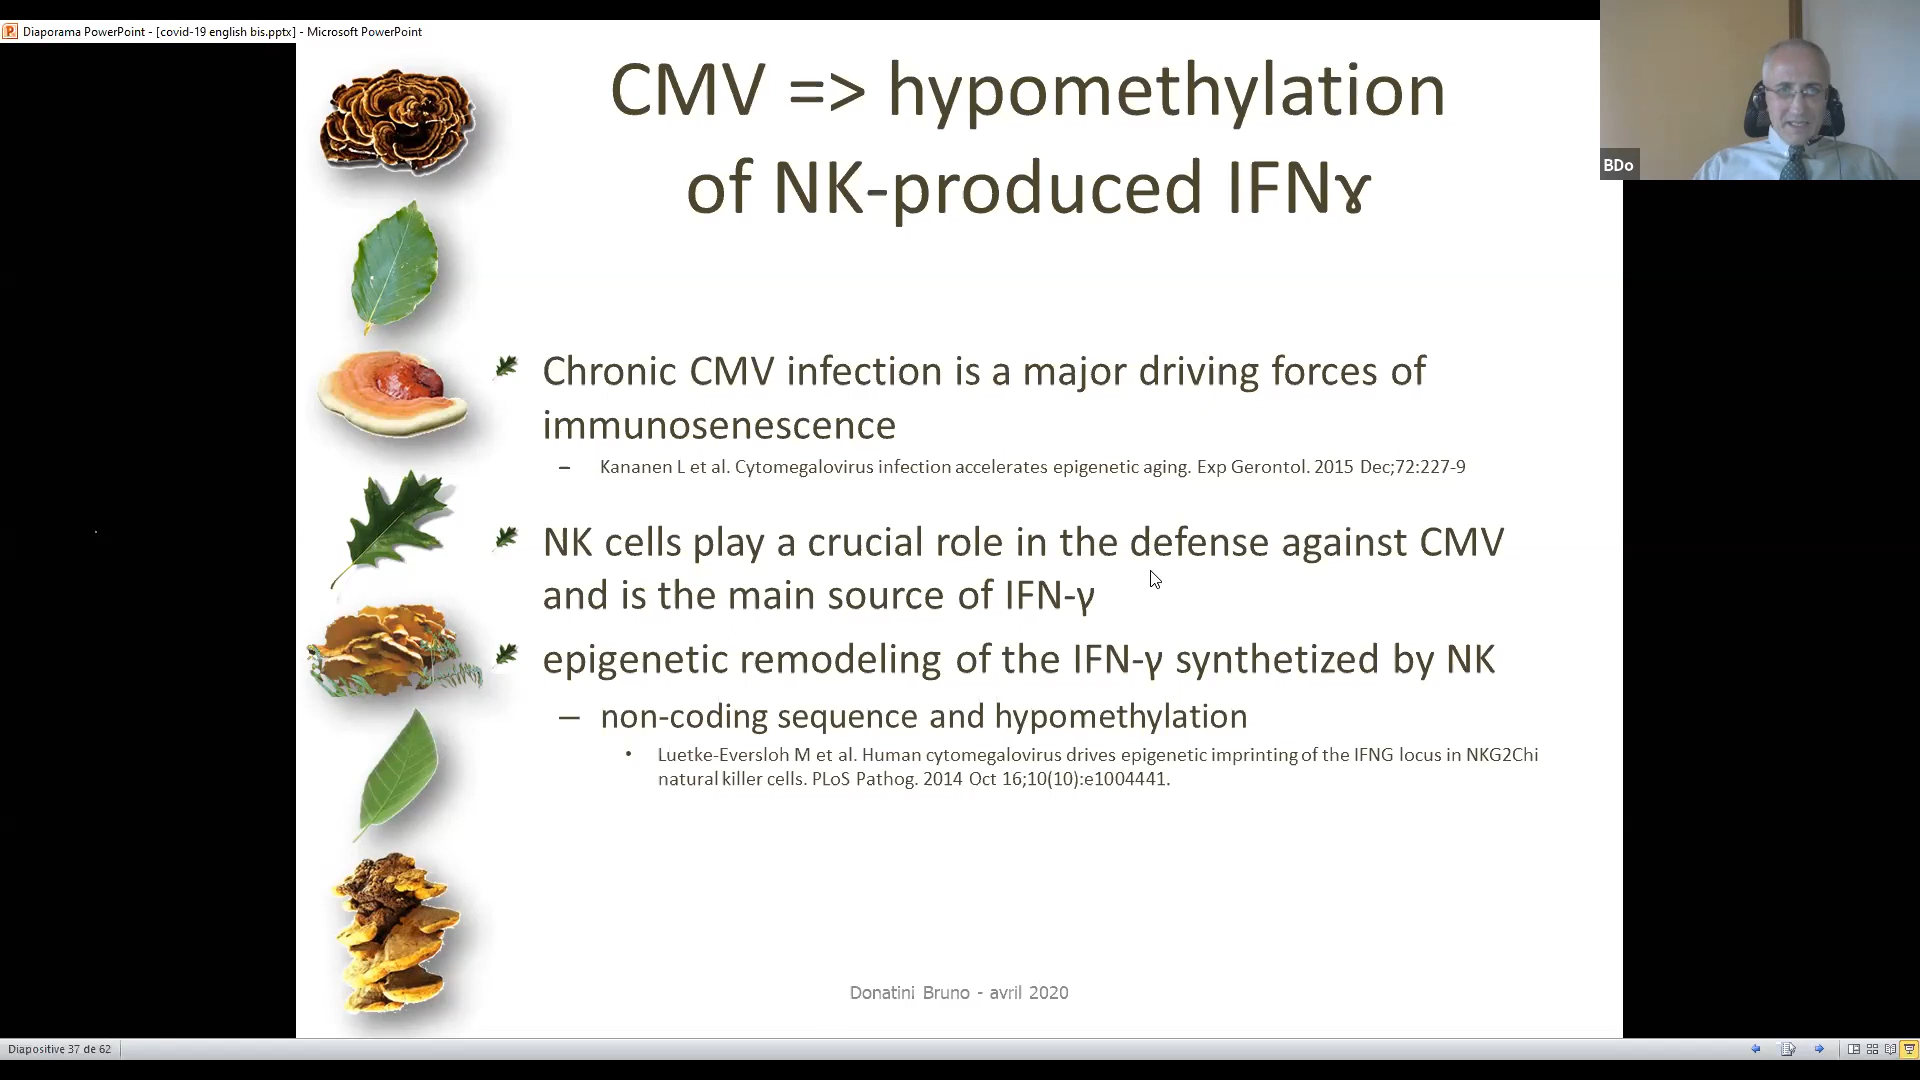 Diaporama PowerPoint - [covid-19 english bis.pptx] - Microsoft PowerPoint
CMV => hypomethylation
of NK-produced IFNɤ
BDo
Chronic CMV infection is a major driving forces of
immunosenescence
– Kananen L et al. Cytomegalovirus infection accelerates epigenetic aging. Exp Gerontol. 2015 Dec;72:227-9
NK cells play a crucial role in the defense against CMV
and is the main source of IFN-γ
epigenetic remodeling of the IFN-γ synthetized by NK
– non-coding sequence and hypomethylation
• Luetke-Eversloh M et al. Human cytomegalovirus drives epigenetic imprinting of the IFNG locus in NKG2Chi
natural killer cells. PLoS Pathog. 2014 Oct 16;10(10):e1004441.
Donatini Bruno - avril 2020
Diapositive 37 de 62